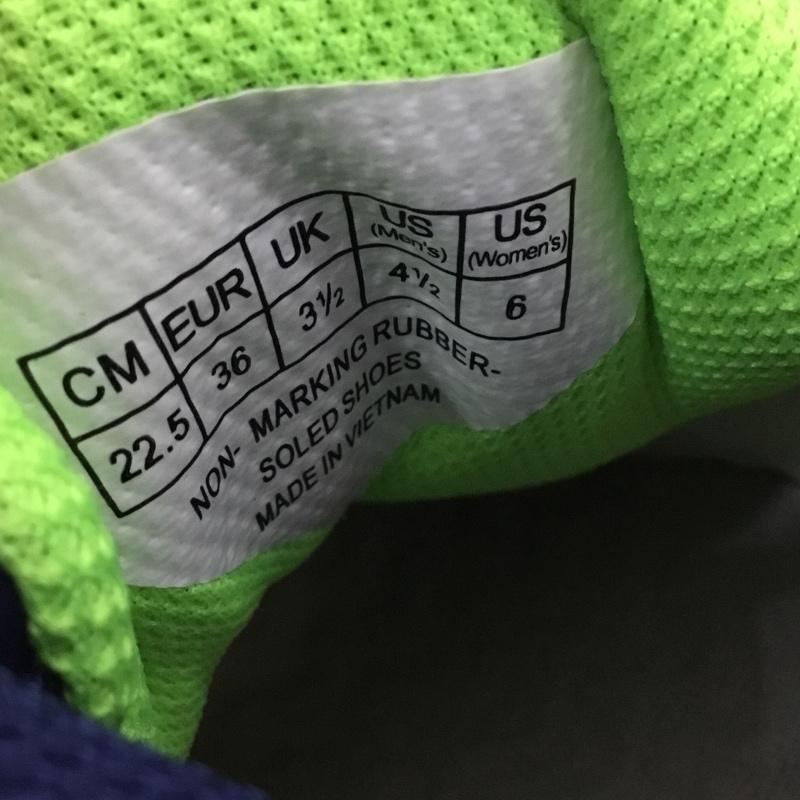 CM EUR UK US (Men's) US (Women's)
22.5 36 3½ 4½ 6
NON- MARKING RUBBER-
SOLED SHOES
MADE IN VIETNAM